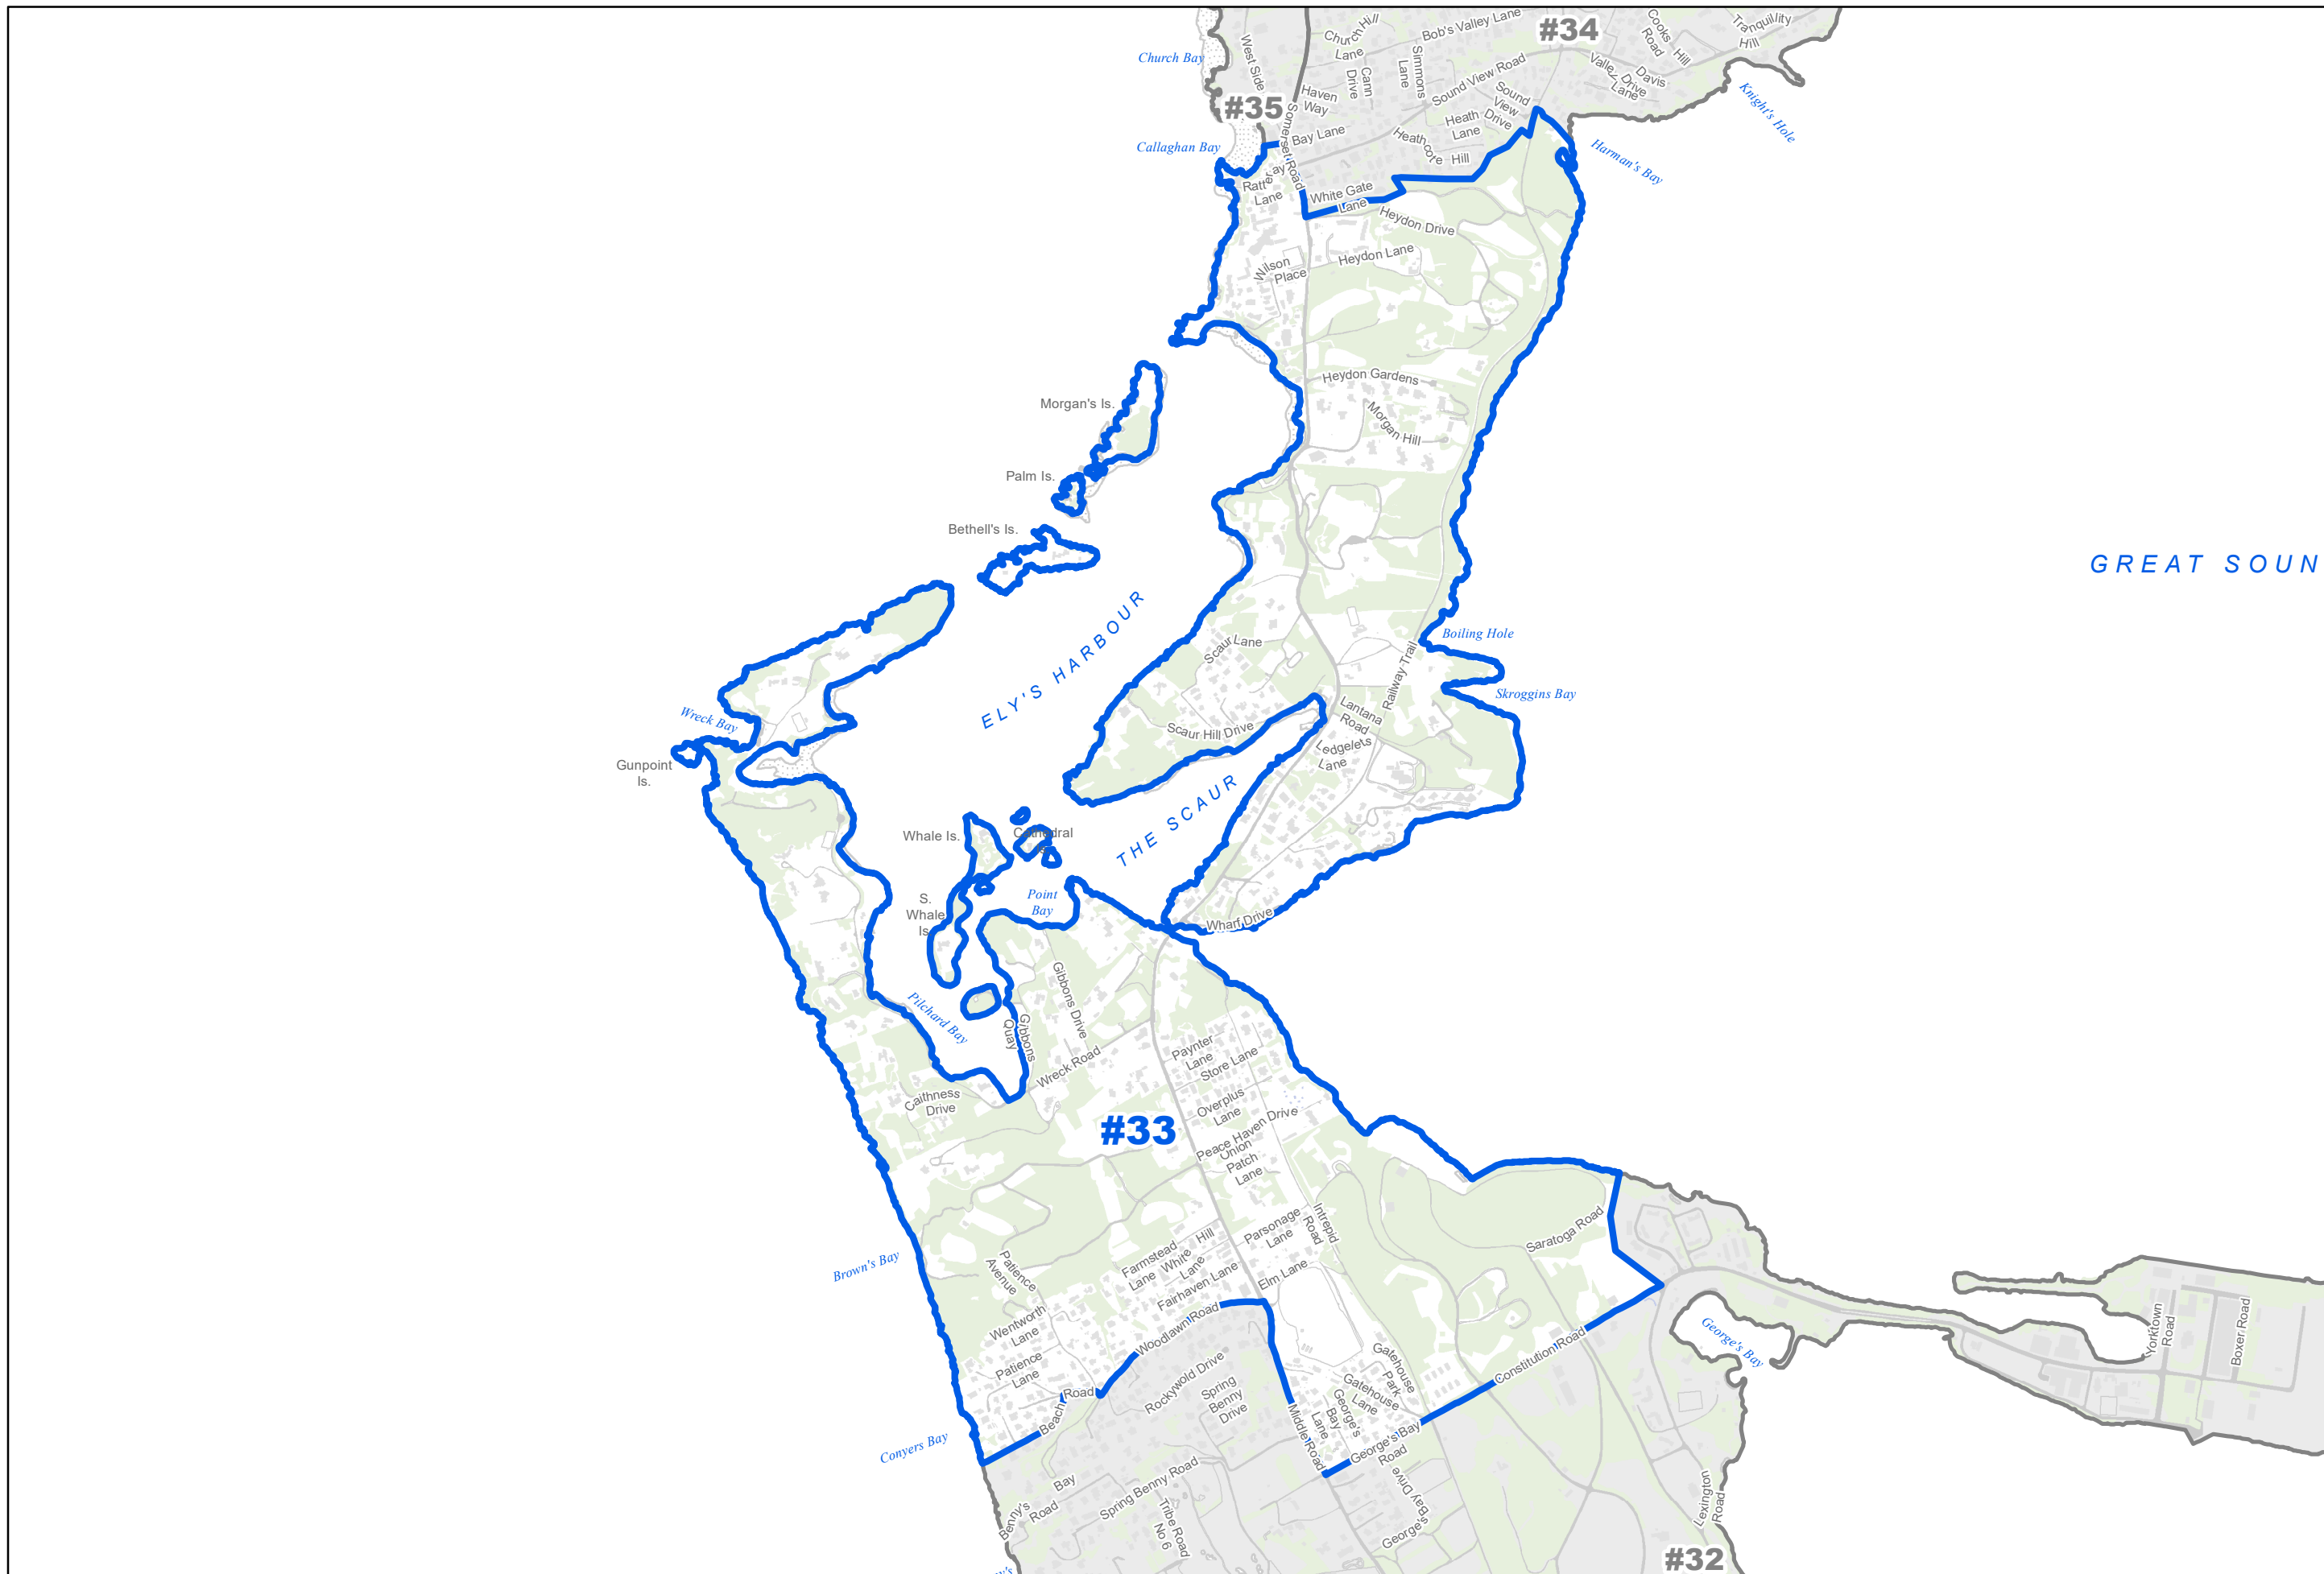 #34
Church Hill
Lane
Bob's Valley Lane
Cooks Hill
Road
Tranquility
Hill
Church Bay
West Side
Cann
Drive
Simmons
Lane
Sound View Road
Valley Drive
Lane
Davis
Knight's Hole
#35
Haven
Way
Sound
View
Drive
Heath
Lane
Somerset Road
Bay Lane
Heathcote Hill
Callaghan Bay
Harman's Bay
Lane
White Gate
Lane
Heydon Drive
Wilson
Place
Heydon Lane
Heydon Gardens
Morgan's Is.
Morgan Hill
Palm Is.
Bethell's Is.
GREAT SOUN
ELY'S HARBOUR
Scaur Lane
Boiling Hole
Railway Trail
Skroggins Bay
Wreck Bay
Scaur Hill Drive
Lantana
Road
Ledgelets
Lane
Gunpoint
Is.
THE SCAUR
Whale Is.
Cathedral
Is.
S.
Whale
Is.
Point
Bay
Wharf Drive
Gibbons Drive
Pilchard Bay
Gibbons
Quay
Paynter
Lane
Store Lane
Wreck Road
Caithness
Drive
Overplus
Lane
#33
Peace Haven Drive
Union
Patch
Lane
Intrepid
Road
Parsonage
Lane
Saratoga Road
Brown's Bay
Patience
Avenue
Farmstead
Lane
White Hill
Lane
Fairhaven Lane
Elm Lane
Wentworth
Lane
Woodlawn Road
Patience
Lane
George's Bay
Yorktown
Road
Boxer Road
Constitution Road
Rockywold Drive
Spring
Benny
Drive
Gatehouse
Park
Gatehouse
Lane
George's
Bay
Lane
Beach Road
Middle Road
George's Bay
Road
Conyers Bay
Spring Benny Road
Benny's Bay
Road
Tribe Road
No 6
George's Bay Drive
Lexington
Road
#32